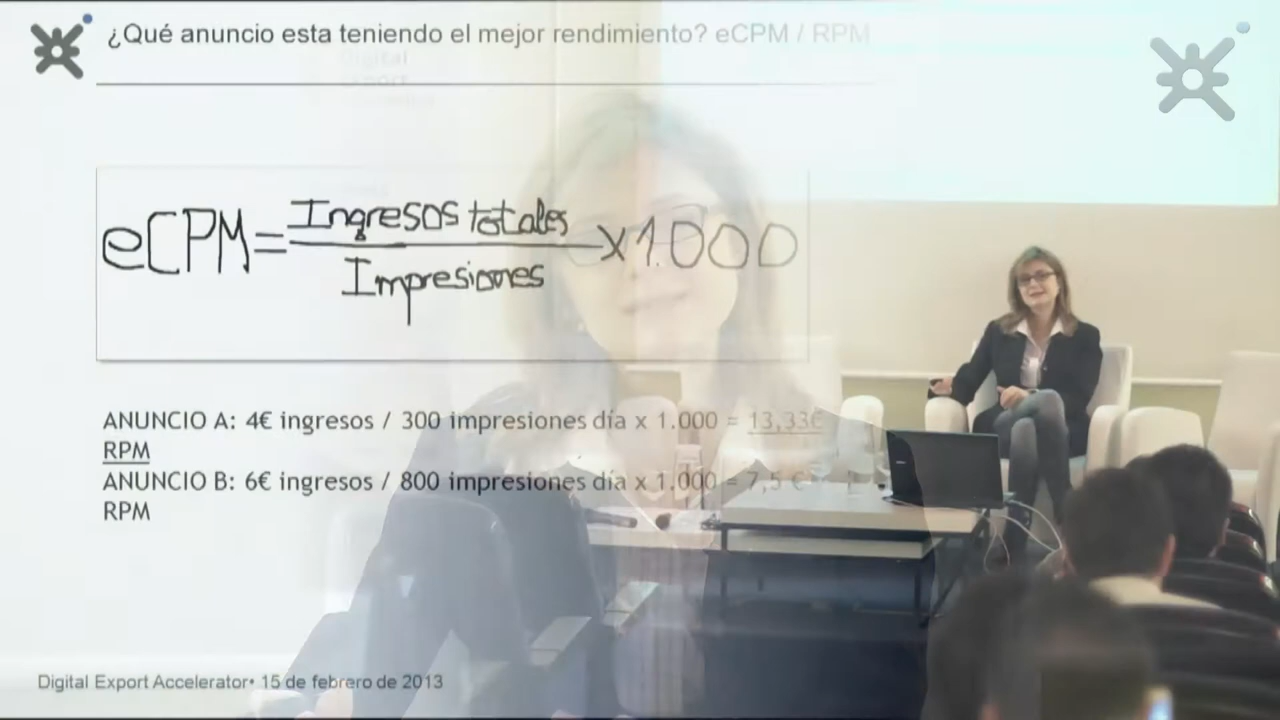 ¿Qué anuncio esta teniendo el mejor rendimiento? eCPM / RPM
Digital
export
eCPM = Ingresos totales / Impresiones x 1.000
ANUNCIO A: 4€ ingresos / 300 impresiones día x 1.000 = 13,33€
RPM
ANUNCIO B: 6€ ingresos / 800 impresiones día x 1.000 = 7,5 €
RPM
Digital Export Accelerator• 15 de febrero de 2013